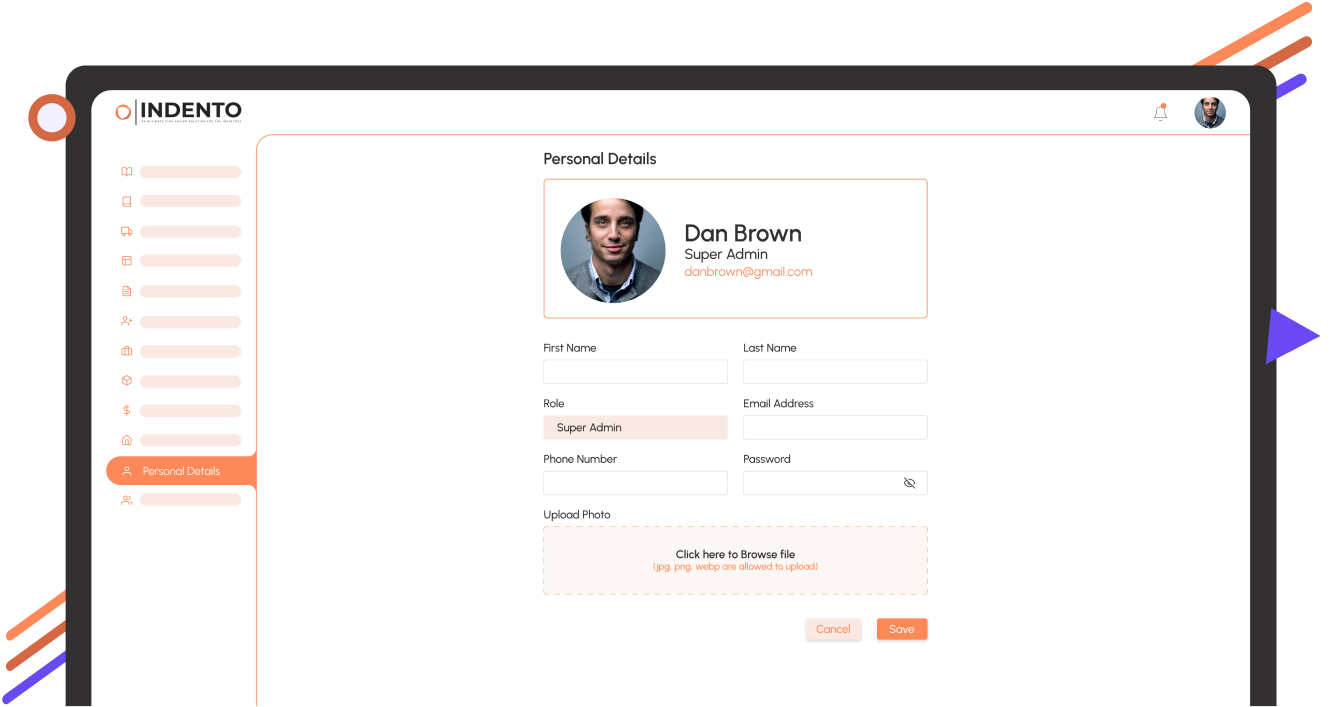 INDENTO
Personal Details
Dan Brown
Super Admin
danbrown@gmail.com
First Name
Last Name
Role
Email Address
Super Admin
Phone Number
Password
Personal Details
Upload Photo
Click here to Browse file
(jpg, png, webp are allowed to upload)
Cancel
Save